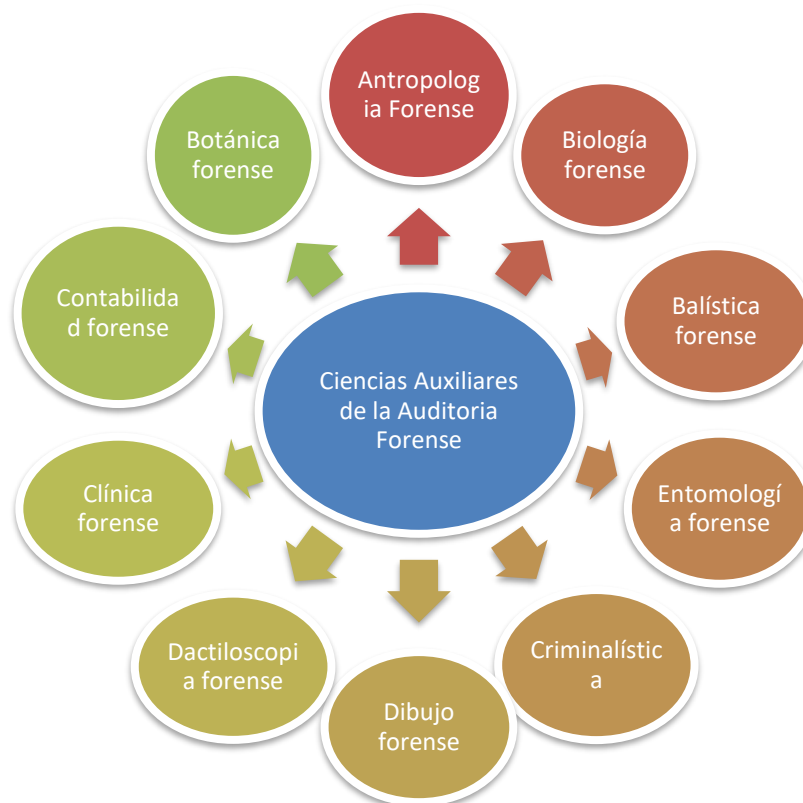 Antropolog
ia Forense
Biología
forense
Balística
forense
Entomologí
a forense
Criminalístic
a
Dibujo
forense
Dactiloscopi
a forense
Clínica
forense
Contabilida
d forense
Botánica
forense
Ciencias Auxiliares
de la Auditoria
Forense